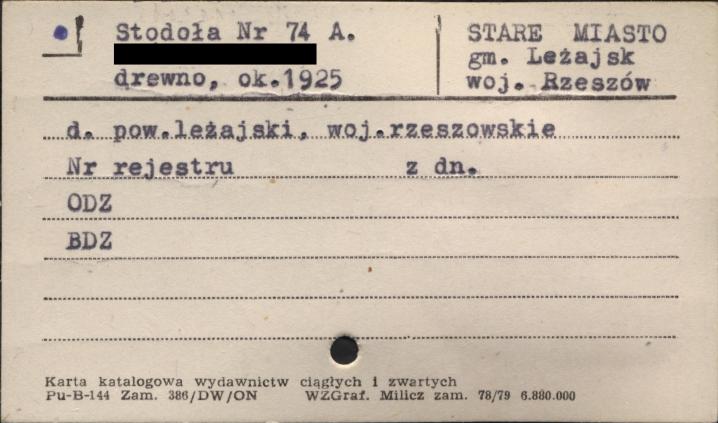 Stodoła Nr 74 A.
drewno, ok.1925
STARE MIASTO
gm. Leżajsk
woj. Rzeszów
d. pow.leżajski, woj.rzeszowskie
Nr rejestru z dn.
ODZ
BDZ
Karta katalogowa wydawnictw ciągłych i zwartych
Pu-B-144 Zam. 386/DW/ON WZGraf. Milicz zam. 78/79 6.880.000